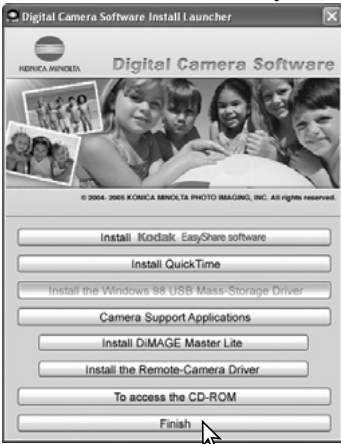 Digital Camera Software Install Launcher
KONICA MINOLTA
Digital Camera Software
© 2004- 2005 KONICA MINOLTA PHOTO IMAGING, INC. All rights reserved.
Install Kodak EasyShare software
Install QuickTime
Install the Windows 98 USB Mass-Storage Driver
Camera Support Applications
Install DiMAGE Master Lite
Install the Remote-Camera Driver
To access the CD-ROM
Finish